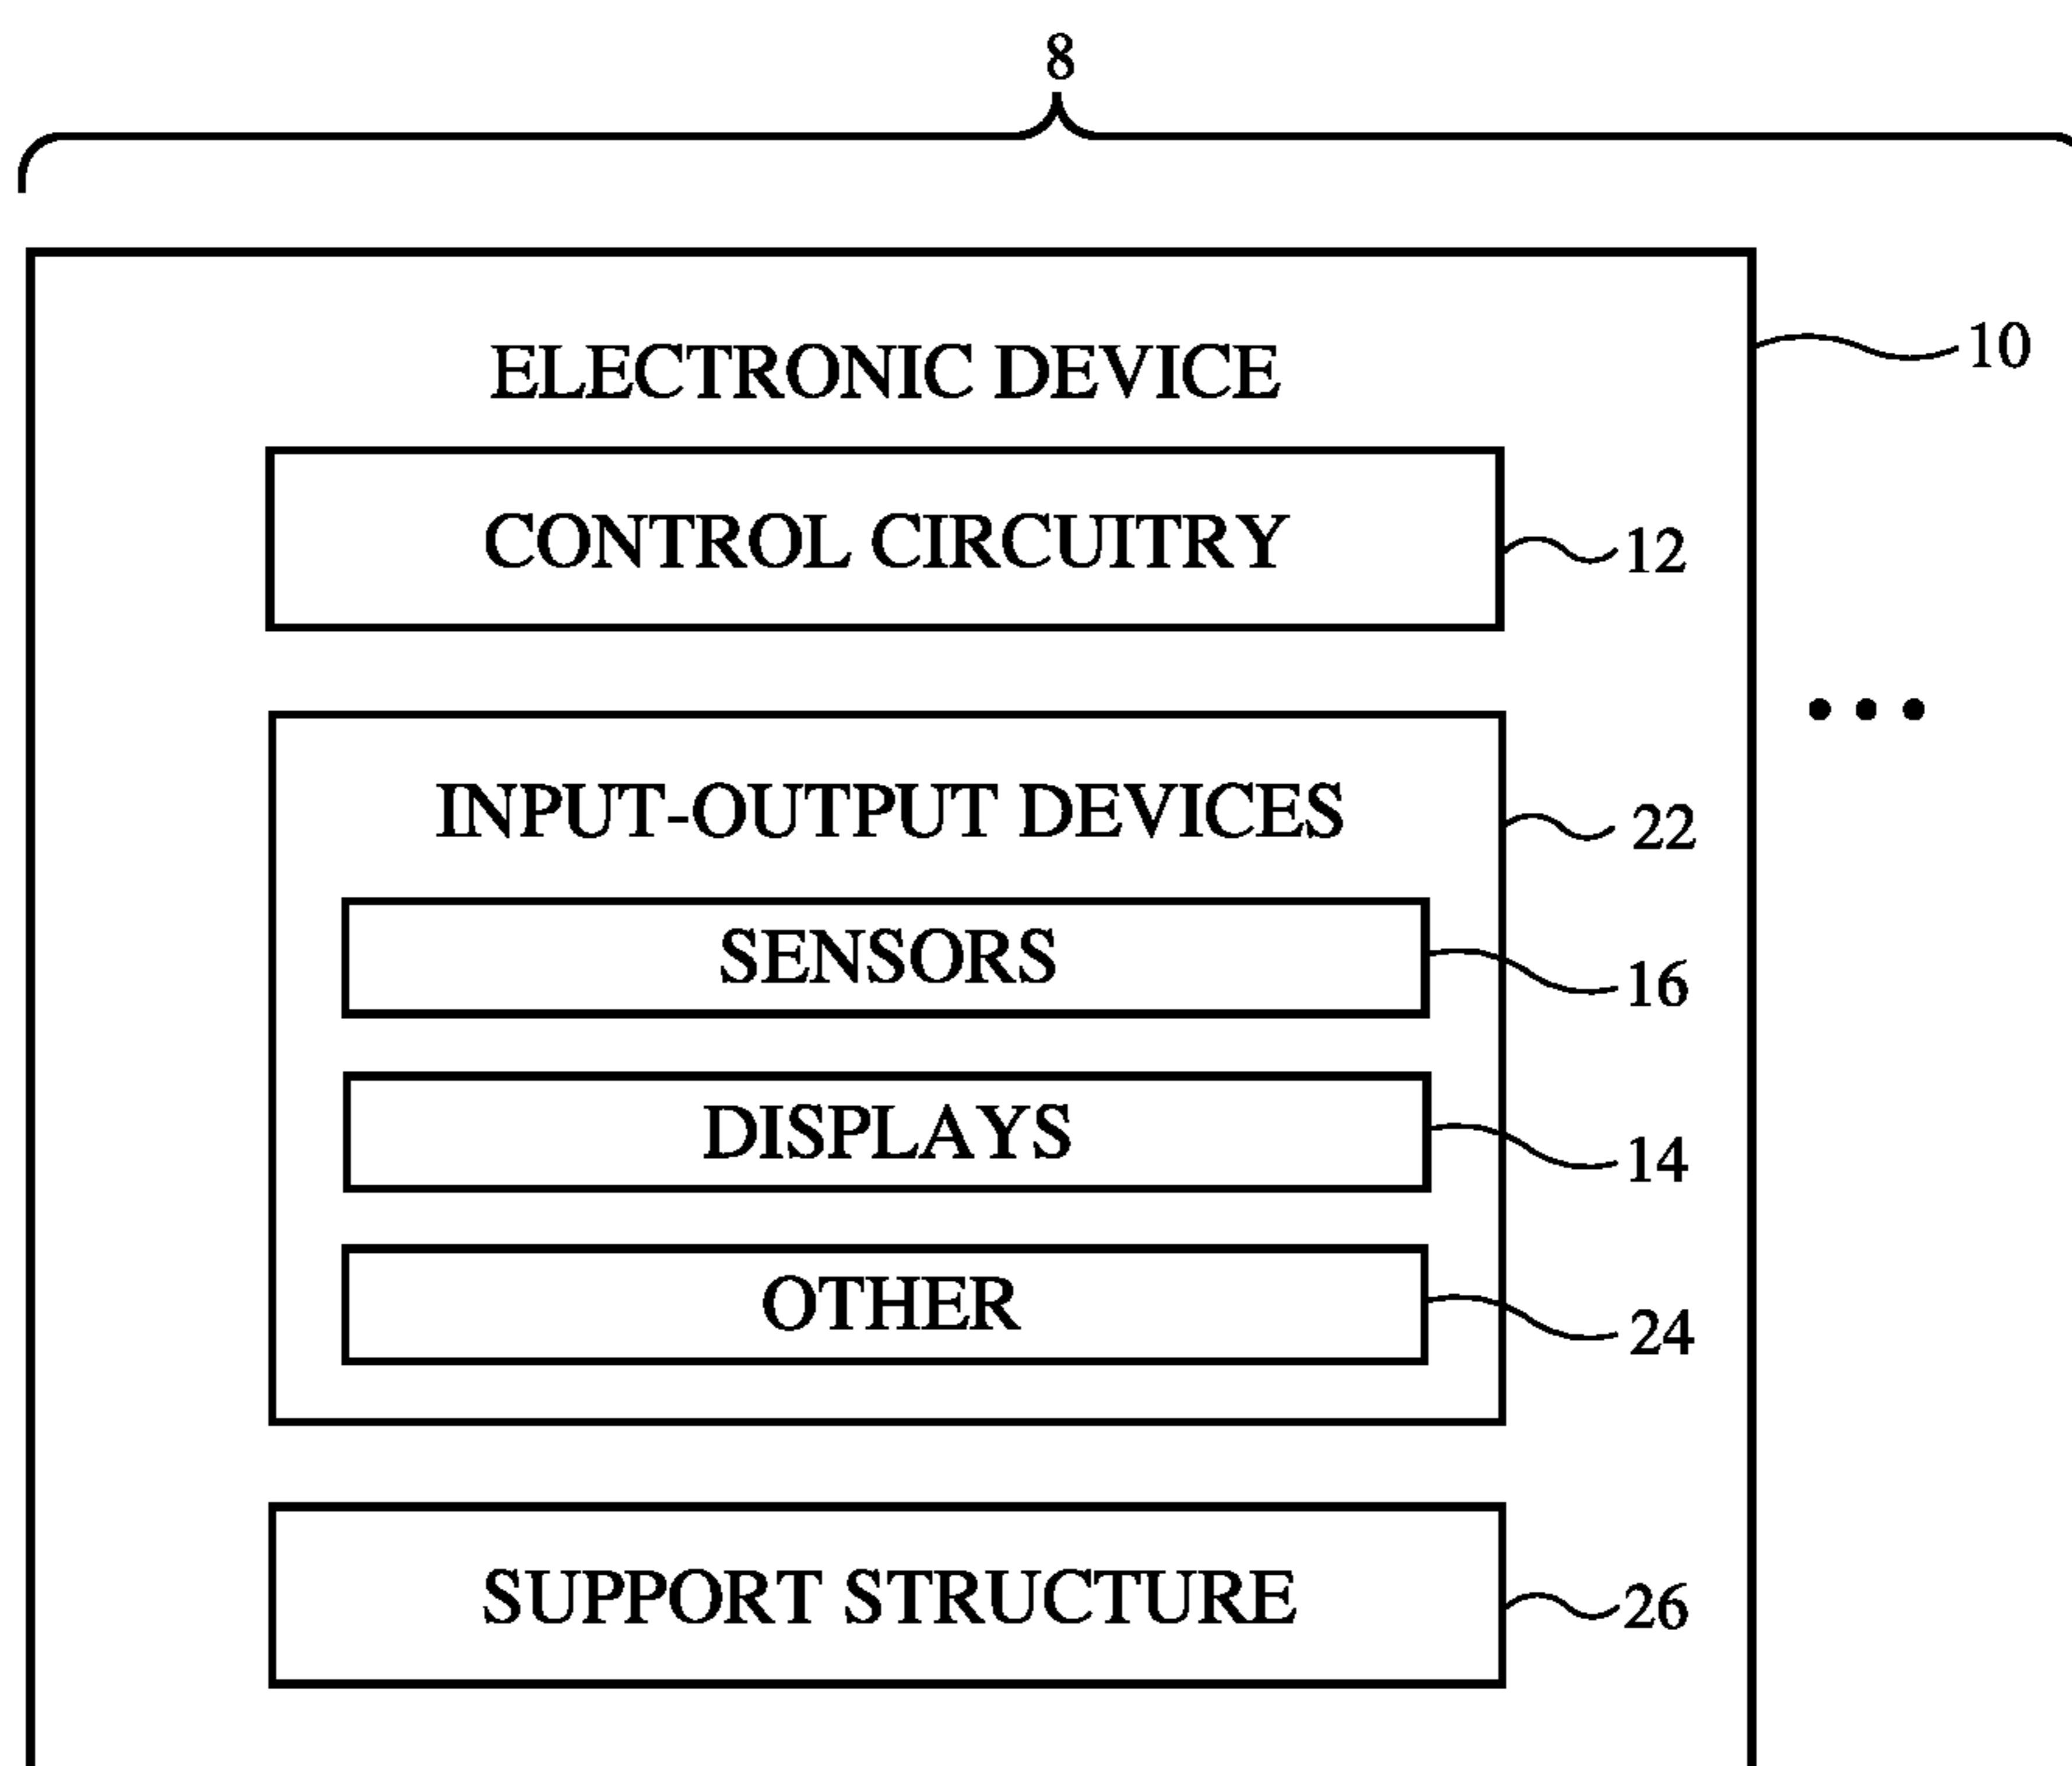 8
ELECTRONIC DEVICE
10
CONTROL CIRCUITRY
12
INPUT-OUTPUT DEVICES
22
SENSORS
16
DISPLAYS
14
OTHER
24
SUPPORT STRUCTURE
26